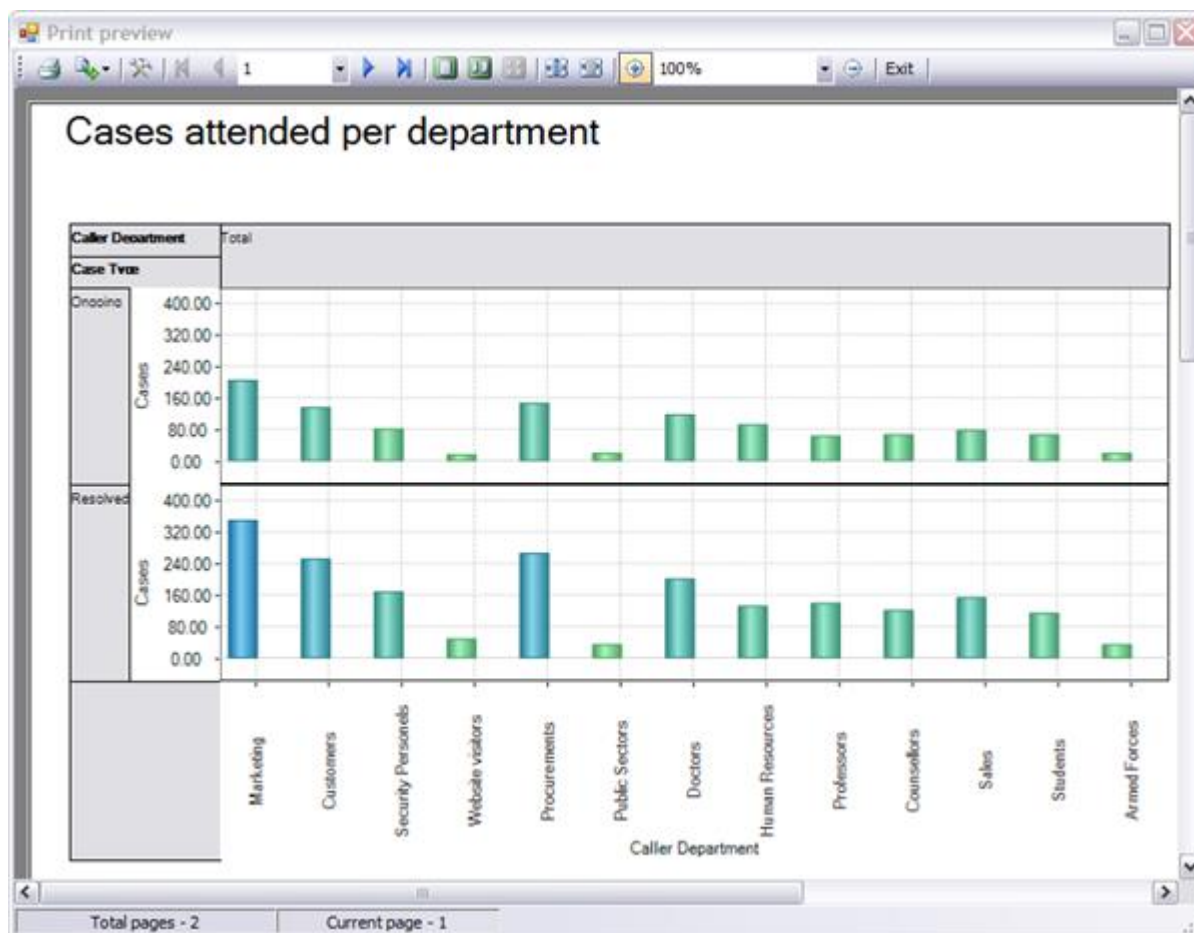 Print preview
1
100%
Exit
Cases attended per department
Caller Department
Total
Case Type
Ongoing
Cases
400.00
320.00
240.00
160.00
80.00
0.00
Resolved
Cases
400.00
320.00
240.00
160.00
80.00
0.00
Marketing
Customers
Security Personels
Website visitors
Procurements
Public Sectors
Doctors
Human Resources
Professors
Counsellors
Sales
Students
Armed Forces
Caller Department
Total pages - 2
Current page - 1